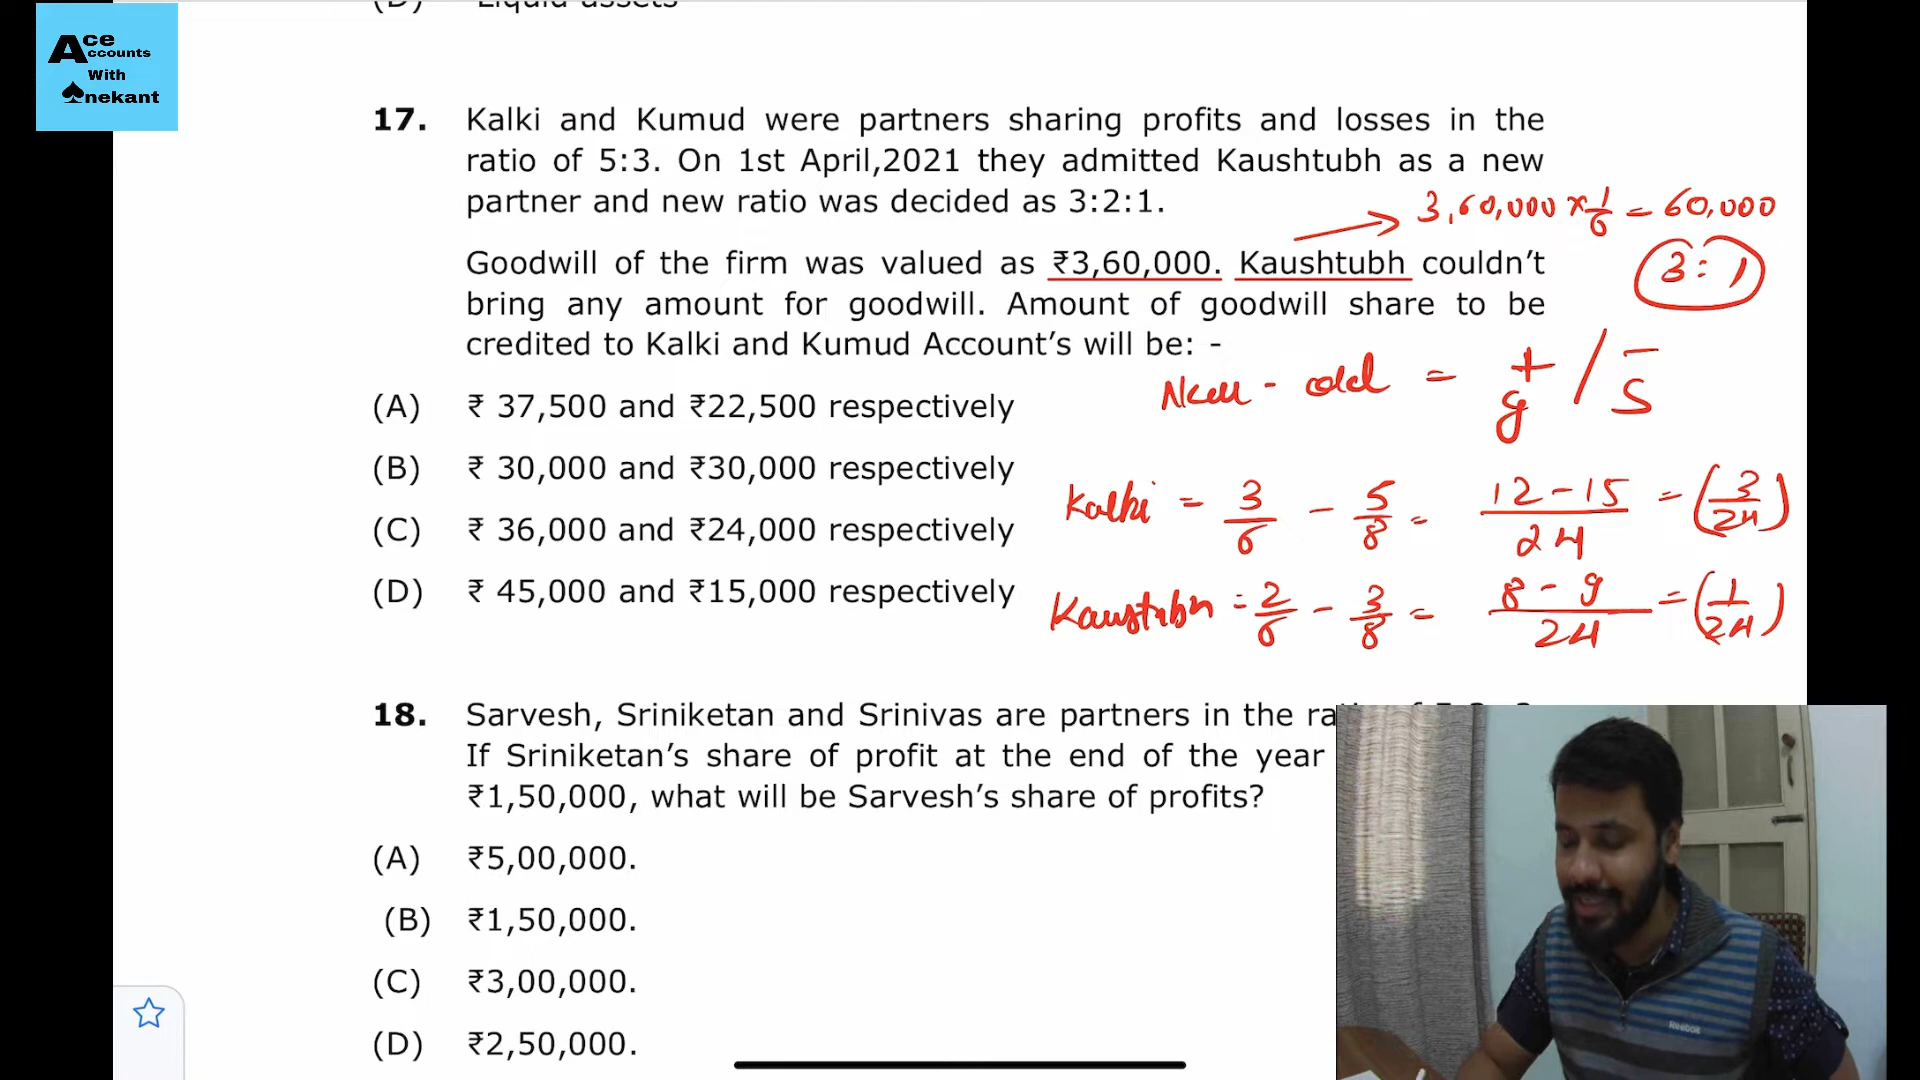 (D) Liquid assets
Ace
Accounts
With
Anekant
17. Kalki and Kumud were partners sharing profits and losses in the
ratio of 5:3. On 1st April,2021 they admitted Kaushtubh as a new
partner and new ratio was decided as 3:2:1.
3,60,000 × 1/6 = 60,000
Goodwill of the firm was valued as ₹3,60,000. Kaushtubh couldn’t
3 : 1
bring any amount for goodwill. Amount of goodwill share to be
credited to Kalki and Kumud Account’s will be: -
New - old = + g / - s
(A) ₹ 37,500 and ₹22,500 respectively
(B) ₹ 30,000 and ₹30,000 respectively
Kalki = 3/6 - 5/8 = 12-15/24 = (3/24)
(C) ₹ 36,000 and ₹24,000 respectively
(D) ₹ 45,000 and ₹15,000 respectively
Kaustubh = 2/6 - 3/8 = 8-9/24 = (1/24)
18. Sarvesh, Sriniketan and Srinivas are partners in the
If Sriniketan’s share of profit at the end of the year
₹1,50,000, what will be Sarvesh’s share of profits?
(A) ₹5,00,000.
(B) ₹1,50,000.
(C) ₹3,00,000.
(D) ₹2,50,000.
Reebok